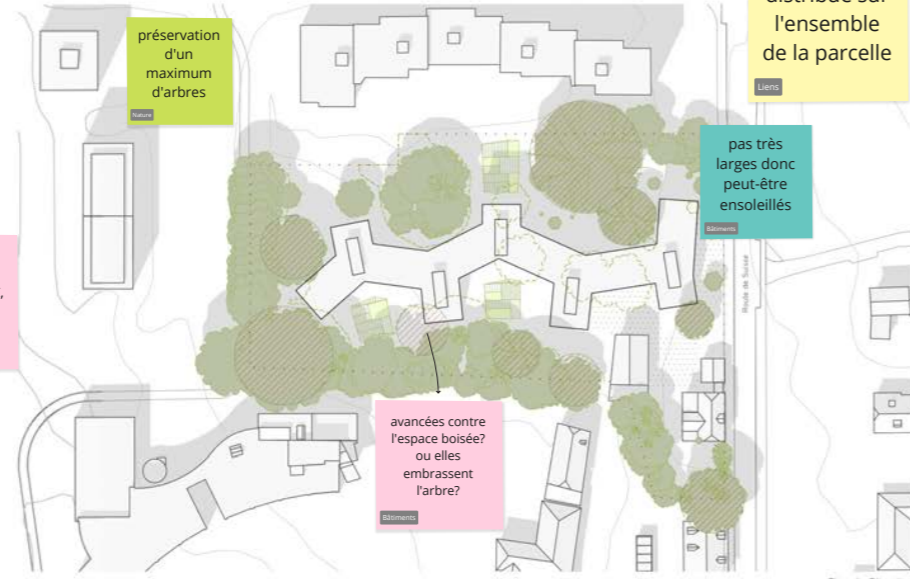 préservation
d'un
maximum
d'arbres
Nature
l'ensemble
de la parcelle
Liens
pas très
larges donc
peut-être
ensoleillés
Bâtiments
Route de Suisse
avancées contre
l'espace boisée?
ou elles
embrassent
l'arbre?
Bâtiments